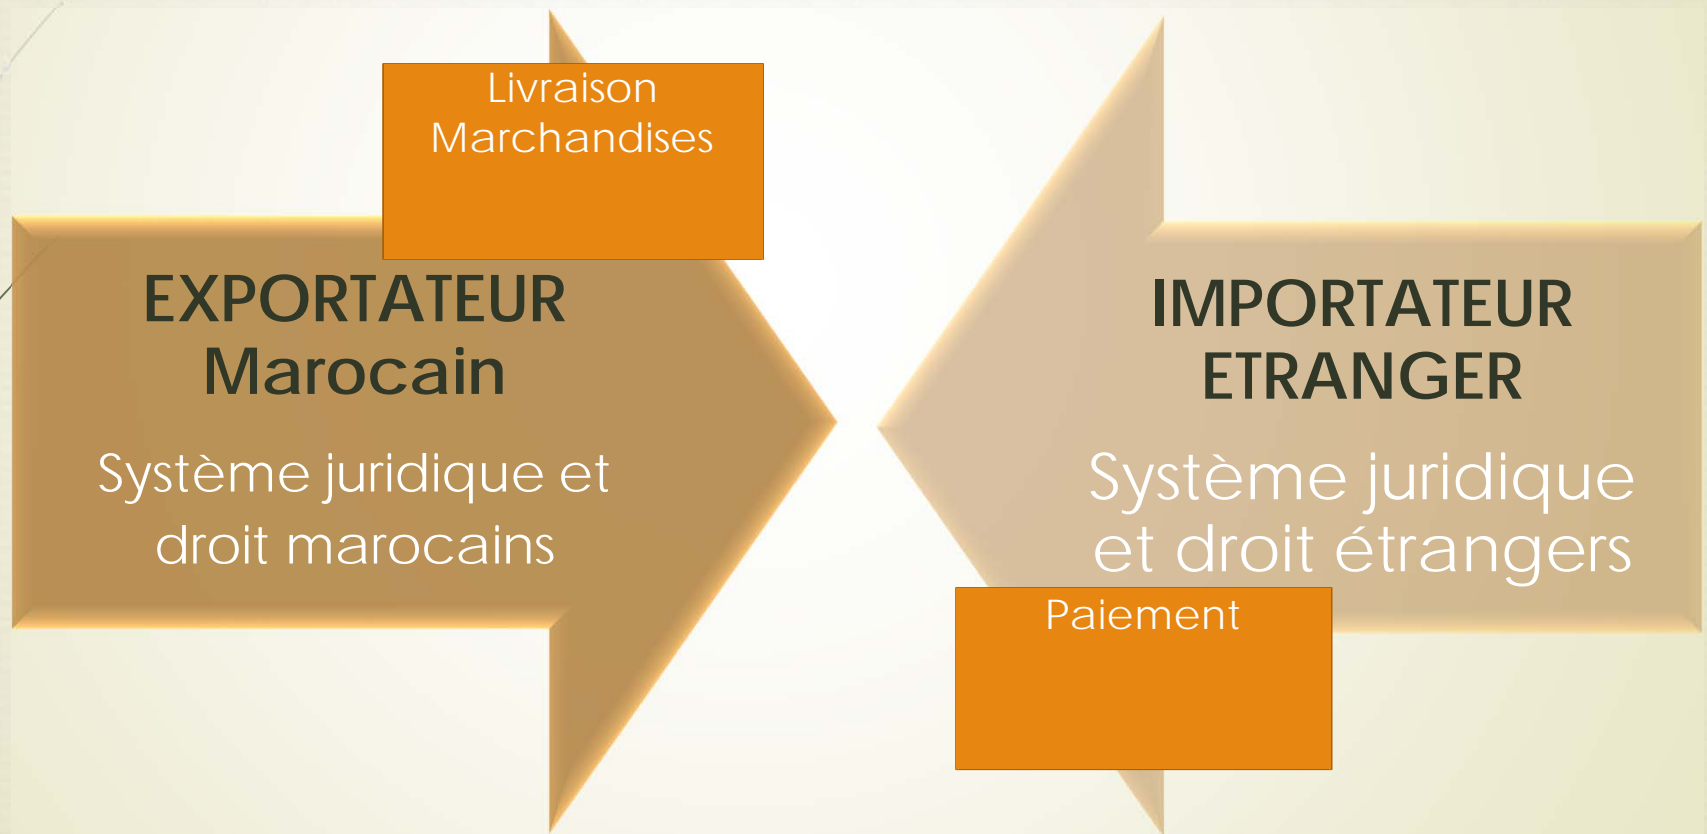 Livraison
Marchandises
EXPORTATEUR
Marocain
Système juridique et
droit marocains
IMPORTATEUR
ETRANGER
Système juridique
et droit étrangers
Paiement